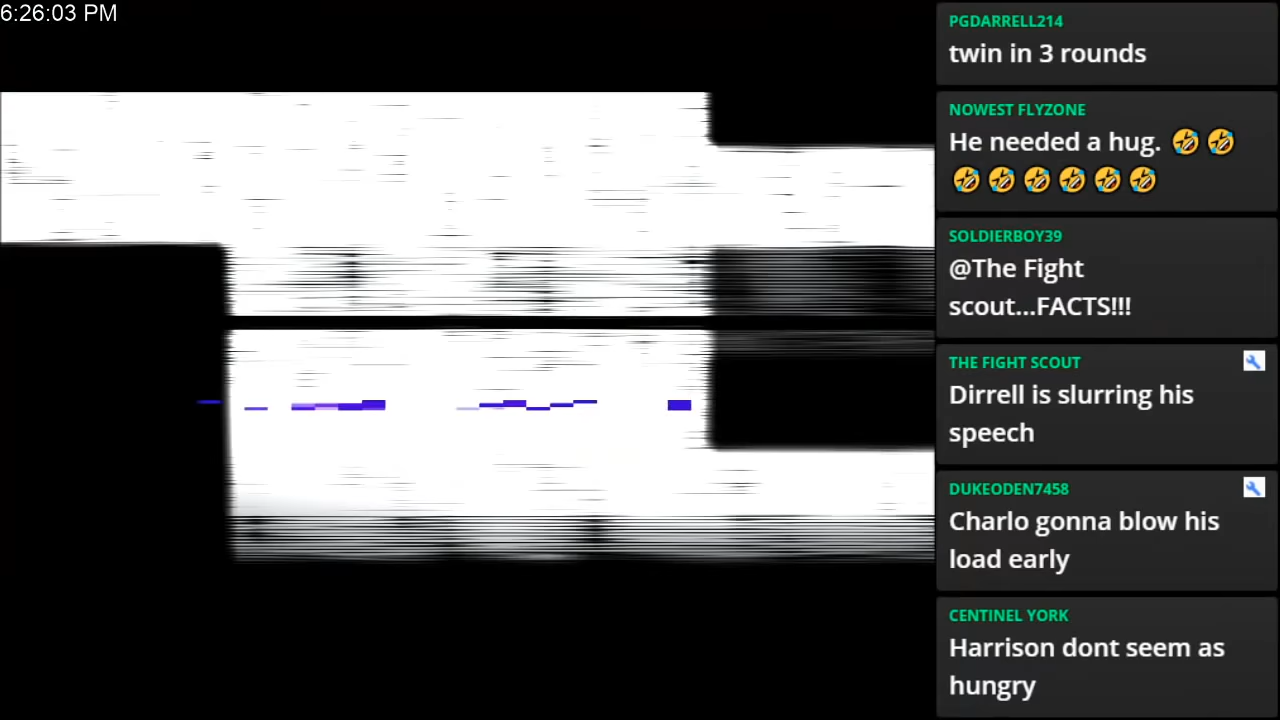 6:26:03 PM
PGDARRELL214
twin in 3 rounds
NOWEST FLYZONE
He needed a hug. 🤣 🤣
🤣 🤣 🤣 🤣 🤣 🤣
SOLDIERBOY39
@The Fight
scout...FACTS!!!
THE FIGHT SCOUT
Dirrell is slurring his
speech
DUKEODEN7458
Charlo gonna blow his
load early
CENTINEL YORK
Harrison dont seem as
hungry